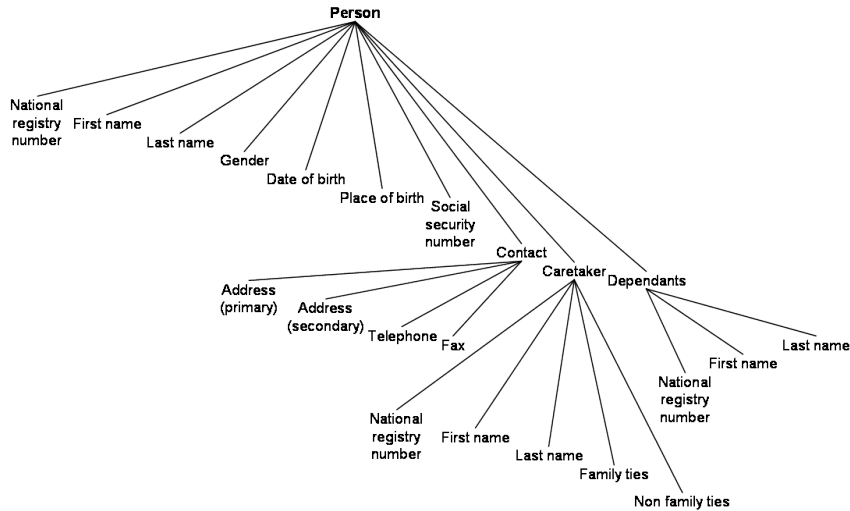 Person
National
registry
number
First name
Last name
Gender
Date of birth
Place of birth
Social
security
number
Contact
Caretaker
Dependants
Address
(primary)
Address
(secondary)
Telephone
Fax
National
registry
number
First name
Last name
Family ties
Non family ties
National
registry
number
First name
Last name